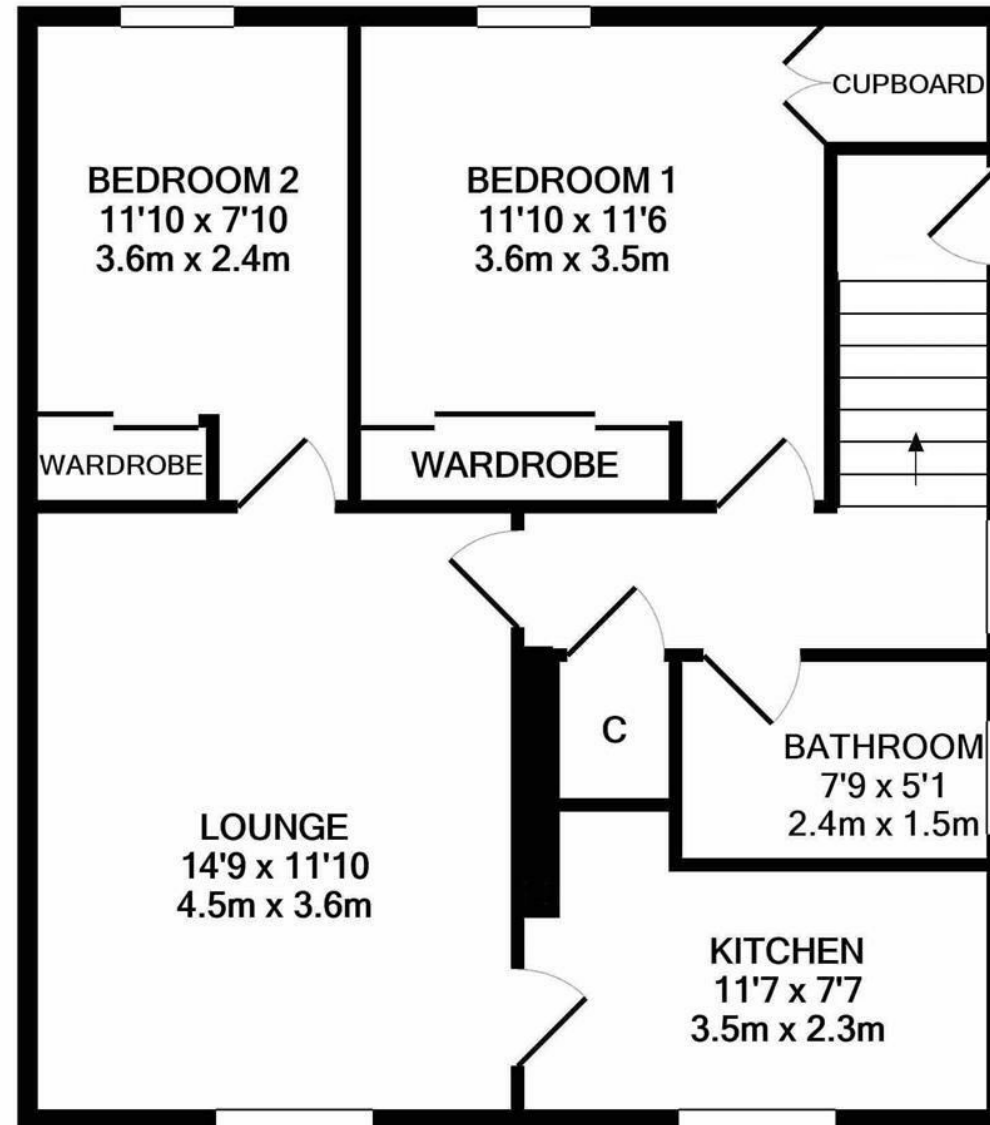 CUPBOARD
BEDROOM 2
11'10 x 7'10
3.6m x 2.4m
BEDROOM 1
11'10 x 11'6
3.6m x 3.5m
WARDROBE
WARDROBE
C
BATHROOM
7'9 x 5'1
2.4m x 1.5m
LOUNGE
14'9 x 11'10
4.5m x 3.6m
KITCHEN
11'7 x 7'7
3.5m x 2.3m